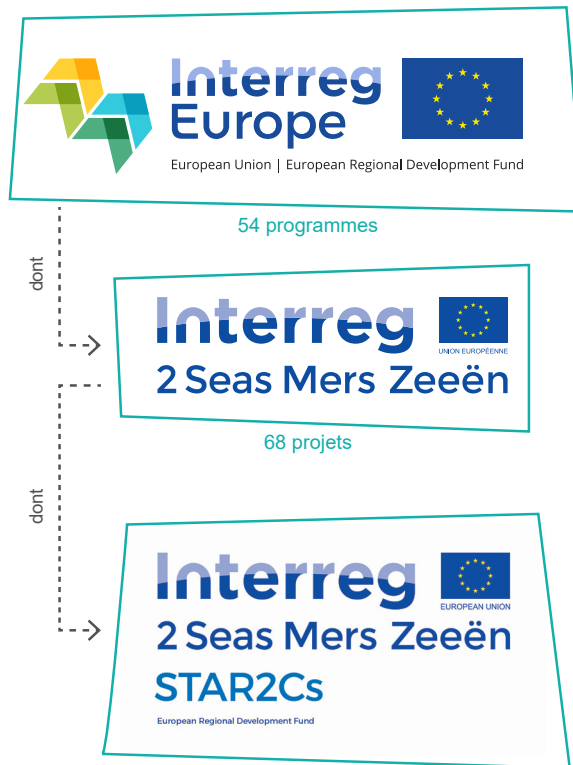 Interreg
Europe
European Union | European Regional Development Fund
54 programmes
dont
Interreg
UNION EUROPÉENNE
2 Seas Mers Zeeën
68 projets
dont
Interreg
EUROPEAN UNION
2 Seas Mers Zeeën
STAR2Cs
European Regional Development Fund